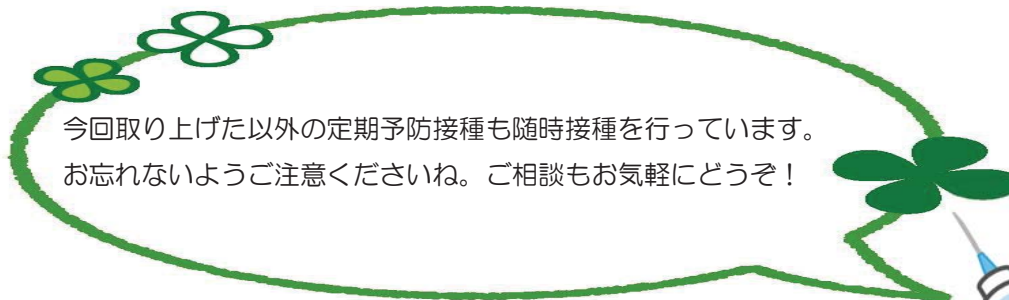 今回取り上げた以外の定期予防接種も随時接種を行っています。
お忘れないようご注意くださいね。ご相談もお気軽にどうぞ！